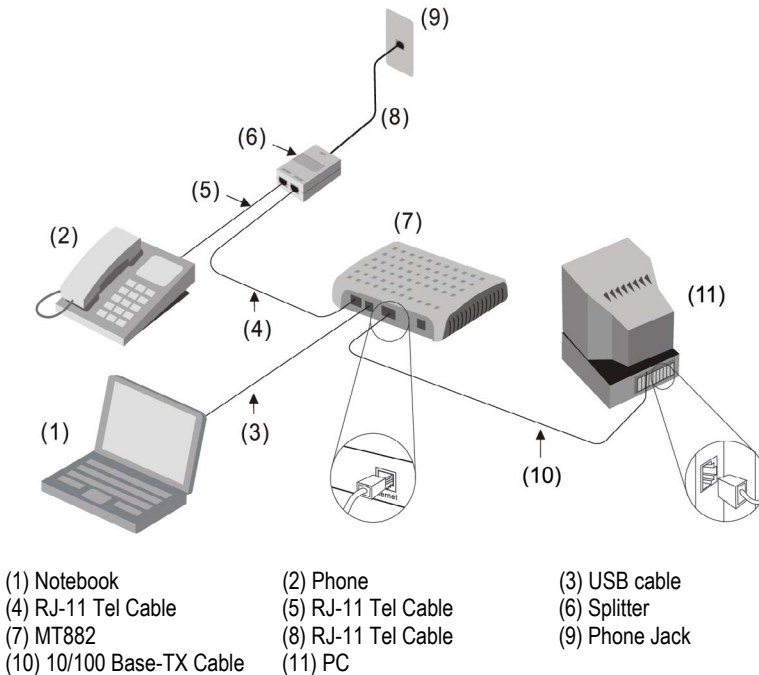 (9)
(8)
(6)
(5)
(2)
(7)
(4)
(11)
(1)
(3)
(10)
ernet
(1) Notebook (2) Phone (3) USB cable
(4) RJ-11 Tel Cable (5) RJ-11 Tel Cable (6) Splitter
(7) MT882 (8) RJ-11 Tel Cable (9) Phone Jack
(10) 10/100 Base-TX Cable (11) PC